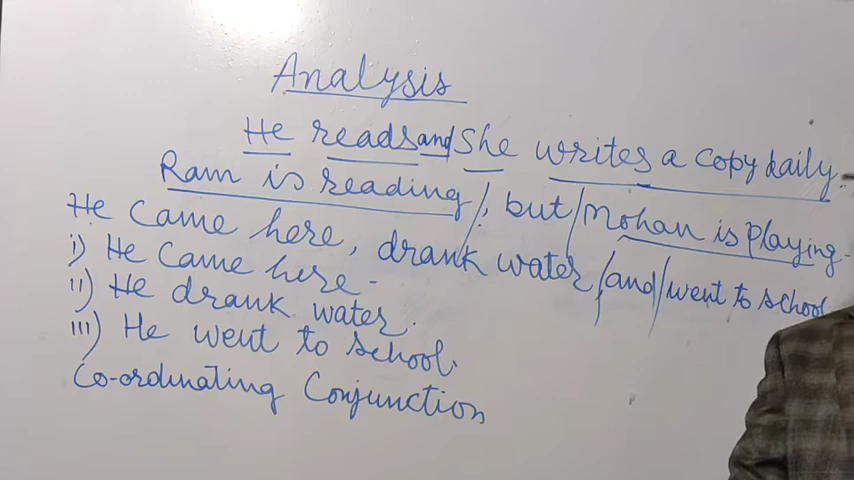 Analysis
He reads and She writes a copy daily.
Ram is reading/, but/Mohan is playing.
He came here, drank water/and/went to school
i) He came here.
ii) He drank water.
iii) He went to school.
Co-ordinating Conjunction